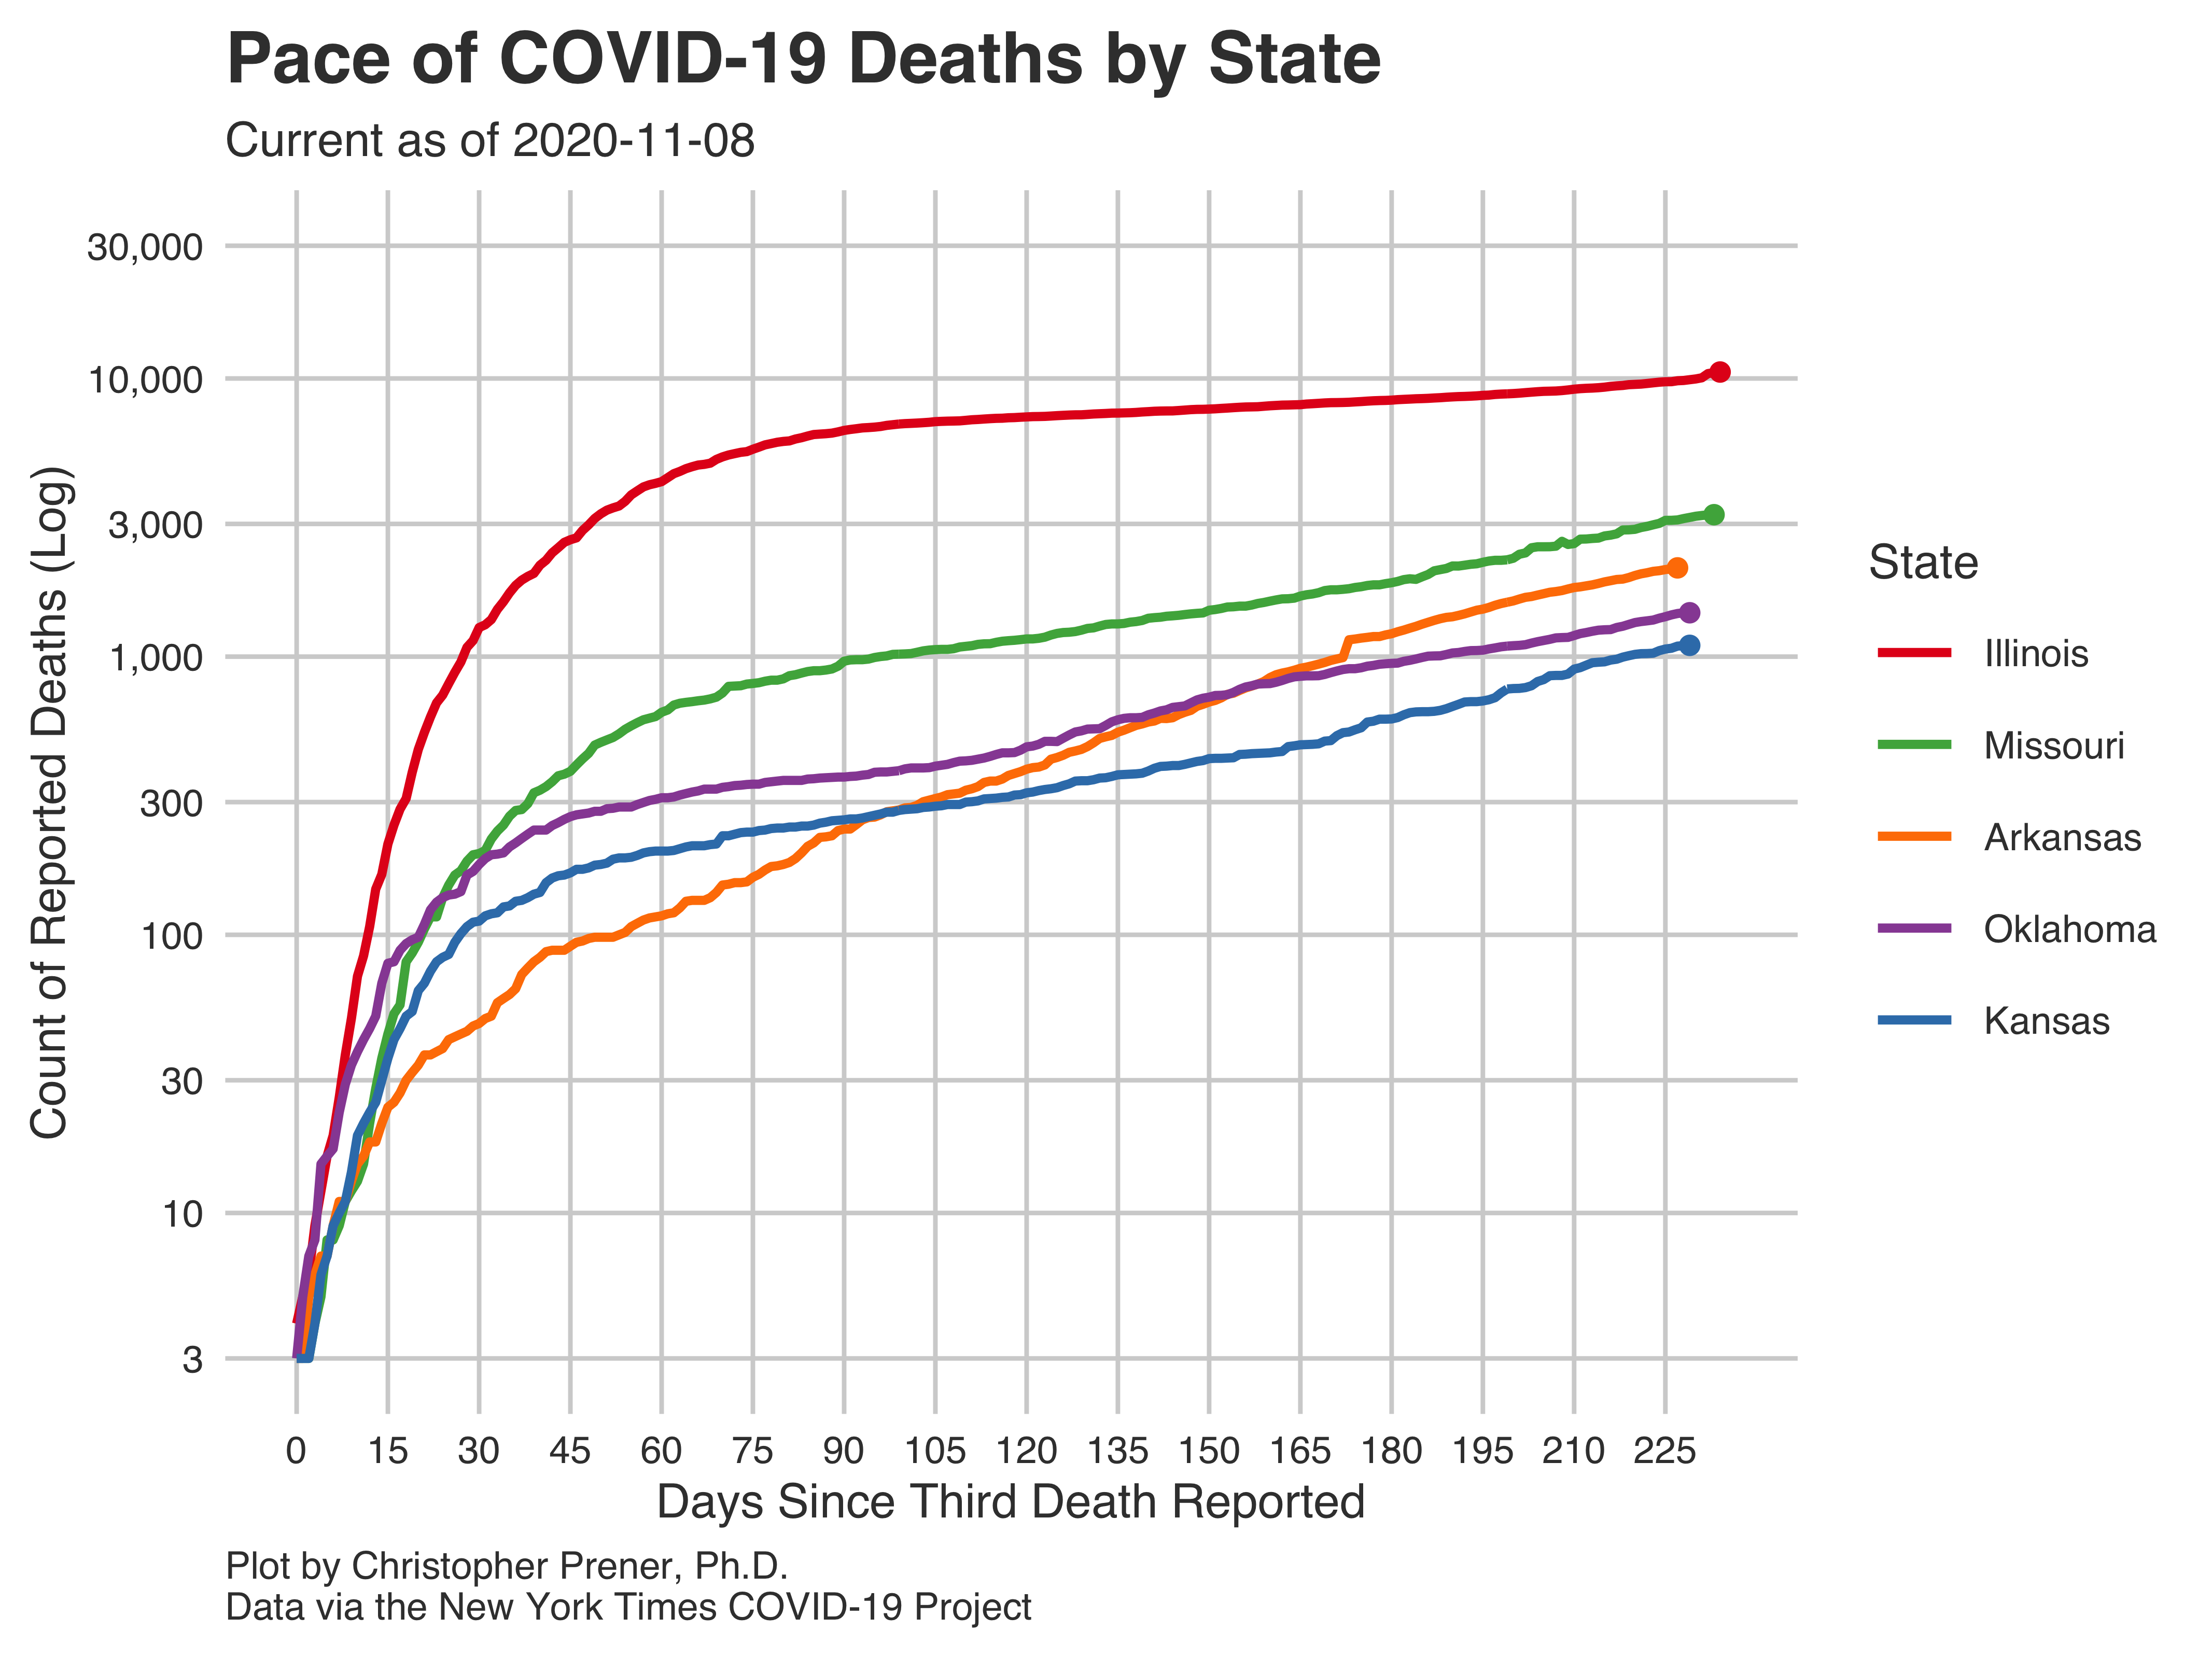 Pace of COVID-19 Deaths by State
Current as of 2020-11-08
Count of Reported Deaths (Log)
30,000
10,000
3,000
1,000
300
100
30
10
3
0 15 30 45 60 75 90 105 120 135 150 165 180 195 210 225
Days Since Third Death Reported
State
Illinois
Missouri
Arkansas
Oklahoma
Kansas
Plot by Christopher Prener, Ph.D.
Data via the New York Times COVID-19 Project